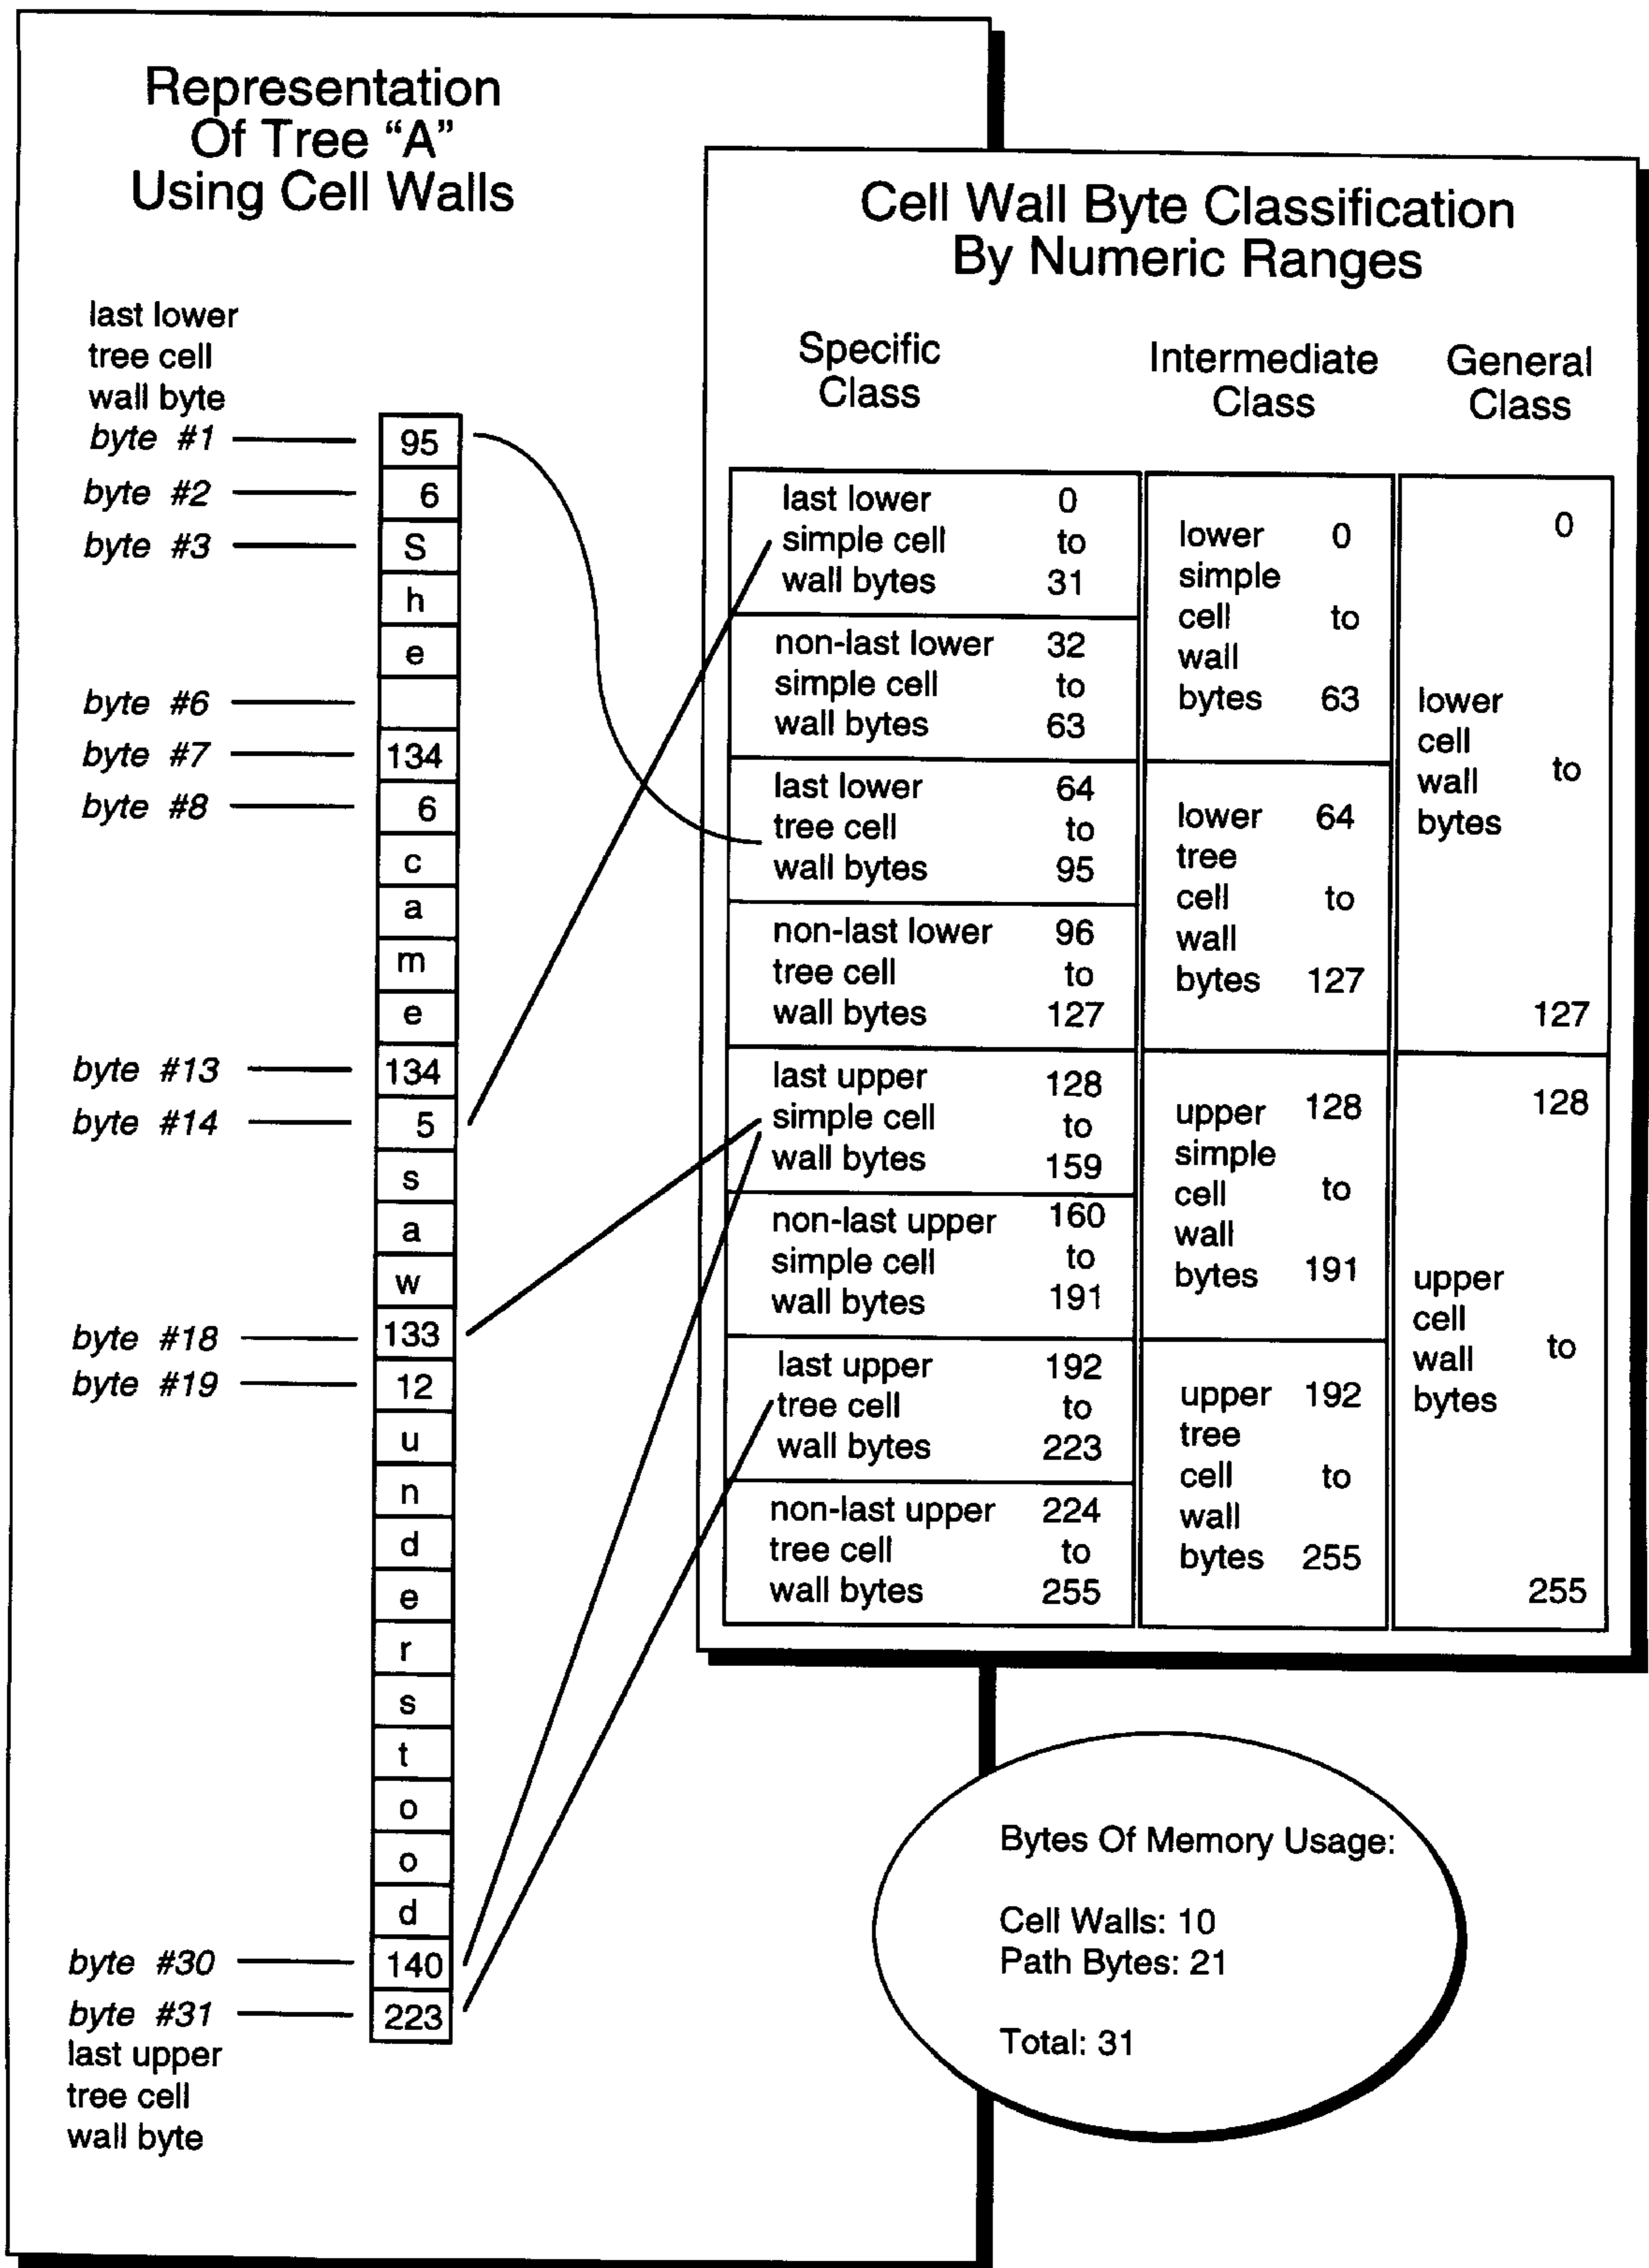 Representation
Of Tree “A”
Using Cell Walls
last lower
tree cell
wall byte
byte #1 95
byte #2 6
byte #3 S
h
e
byte #6
byte #7 134
byte #8 6
c
a
m
e
byte #13 134
byte #14 5
s
a
w
byte #18 133
byte #19 12
u
n
d
e
r
s
t
o
o
d
byte #30 140
byte #31 223
last upper
tree cell
wall byte
Cell Wall Byte Classification
By Numeric Ranges
Specific
Class
Intermediate
Class
General
Class
last lower 0
simple cell to
wall bytes 31
non-last lower 32
simple cell to
wall bytes 63
last lower 64
tree cell to
wall bytes 95
non-last lower 96
tree cell to
wall bytes 127
last upper 128
simple cell to
wall bytes 159
non-last upper 160
simple cell to
wall bytes 191
last upper 192
tree cell to
wall bytes 223
non-last upper 224
tree cell to
wall bytes 255
lower 0
simple
cell to
wall
bytes 63
lower 64
tree
cell to
wall
bytes 127
upper 128
simple
cell to
wall
bytes 191
upper 192
tree
cell to
wall
bytes 255
0
lower
cell
wall to
bytes
127
128
upper
cell
wall to
bytes
255
Bytes Of Memory Usage:
Cell Walls: 10
Path Bytes: 21
Total: 31